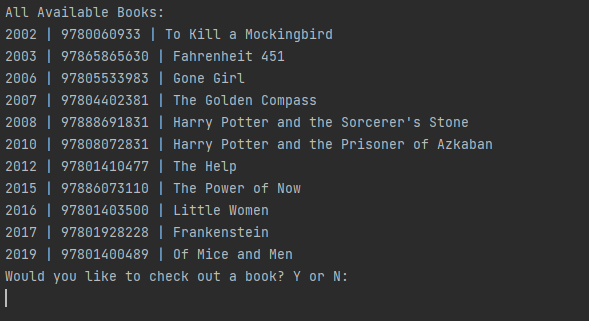 All Available Books:
2002 | 9780060933 | To Kill a Mockingbird
2003 | 97865865630 | Fahrenheit 451
2006 | 97805533983 | Gone Girl
2007 | 97804402381 | The Golden Compass
2008 | 97888691831 | Harry Potter and the Sorcerer's Stone
2010 | 97808072831 | Harry Potter and the Prisoner of Azkaban
2012 | 97801410477 | The Help
2015 | 97886073110 | The Power of Now
2016 | 97801403500 | Little Women
2017 | 97801928228 | Frankenstein
2019 | 97801400489 | Of Mice and Men
Would you like to check out a book? Y or N: